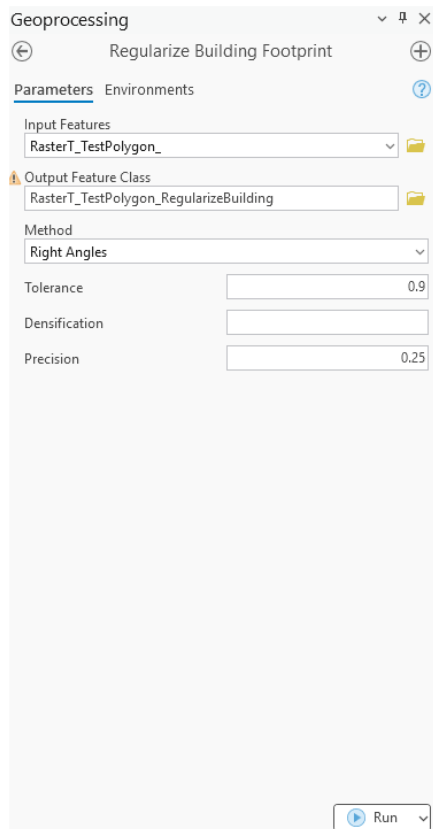 Geoprocessing
Regularize Building Footprint
Parameters Environments
Input Features
RasterT_TestPolygon_
Output Feature Class
RasterT_TestPolygon_RegularizeBuilding
Method
Right Angles
Tolerance 0.9
Densification
Precision 0.25
Run